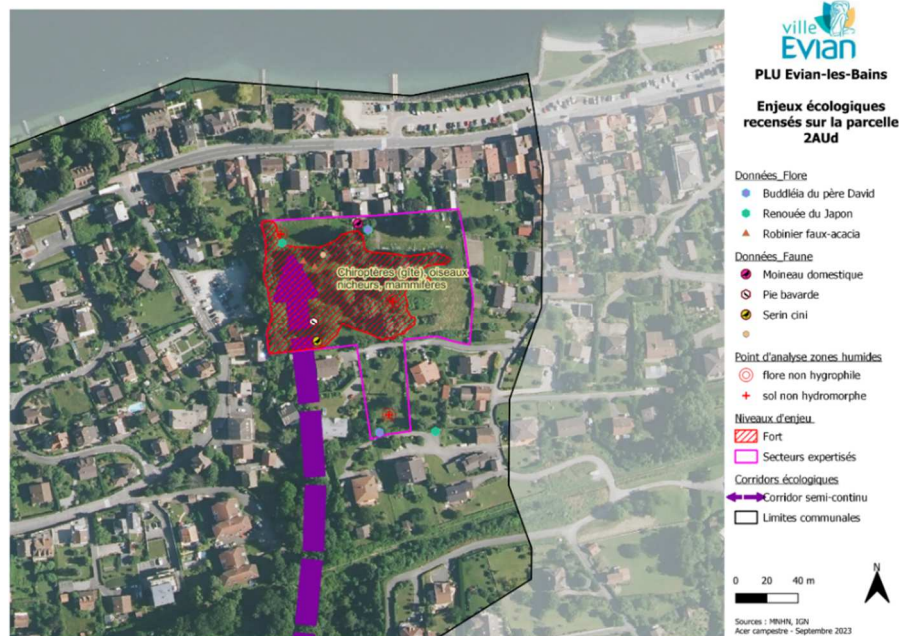 ville
Evian
PLU Evian-les-Bains
Enjeux écologiques
recensés sur la parcelle
2AUd
Données_Flore
Buddléia du père David
Renouée du Japon
Robinier faux-acacia
Données_Faune
Moineau domestique
Pie bavarde
Serin cini
Point d'analyse zones humides
flore non hygrophile
sol non hydromorphe
Niveaux d'enjeu
Fort
Secteurs expertisés
Corridors écologiques
Corridor semi-continu
Limites communales
Chiroptères (gîte), oiseaux
nicheurs, mammifères
N
0 20 40 m
Sources : MNHN, IGN
Acer campestre - Septembre 2023